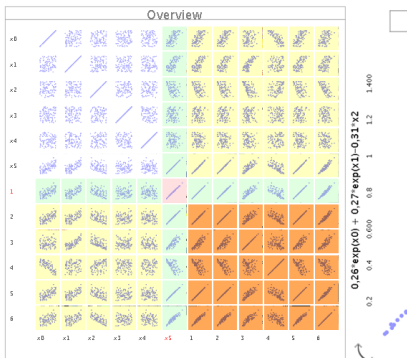 Overview
x0
x1
x2
x3
x4
x5
1
2
3
4
5
6
x0 x1 x2 x3 x4 x5 1 2 3 4 5 6
0,26*exp(x0) + 0,27*exp(x1)-0,31*x2
0.2 0.4 0.600 0.8 1 1.2 1.400